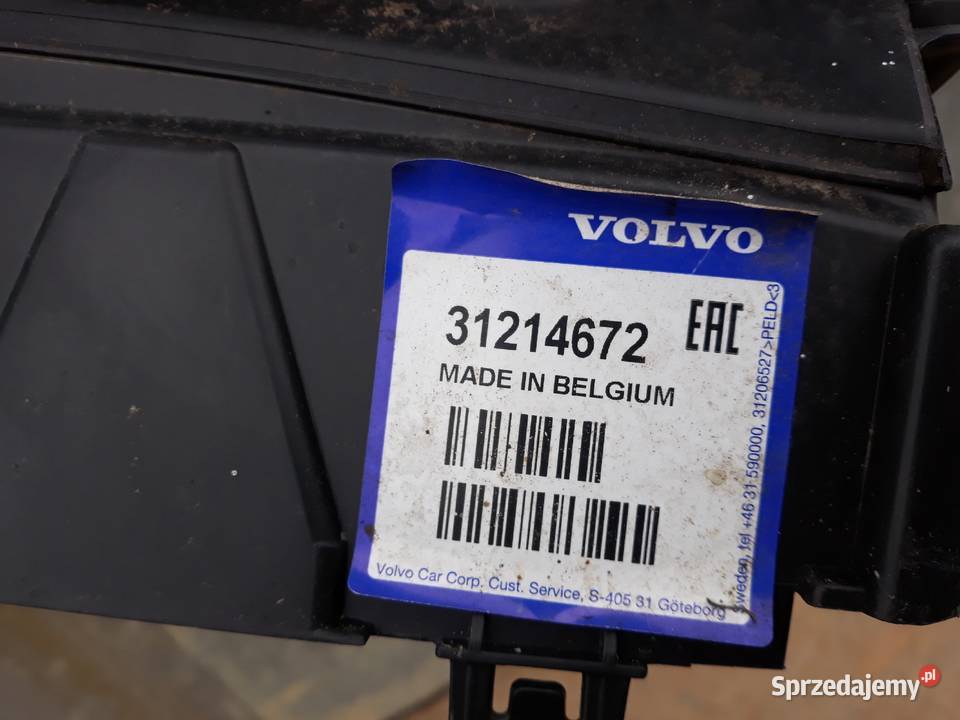 VOLVO
31214672
EAC
MADE IN BELGIUM
Volvo Car Corp. Cust. Service, S-405 31 Göteborg
Sweden, tel +46 31 590000, 31206527>PELD<3
Sprzedajemy.pl